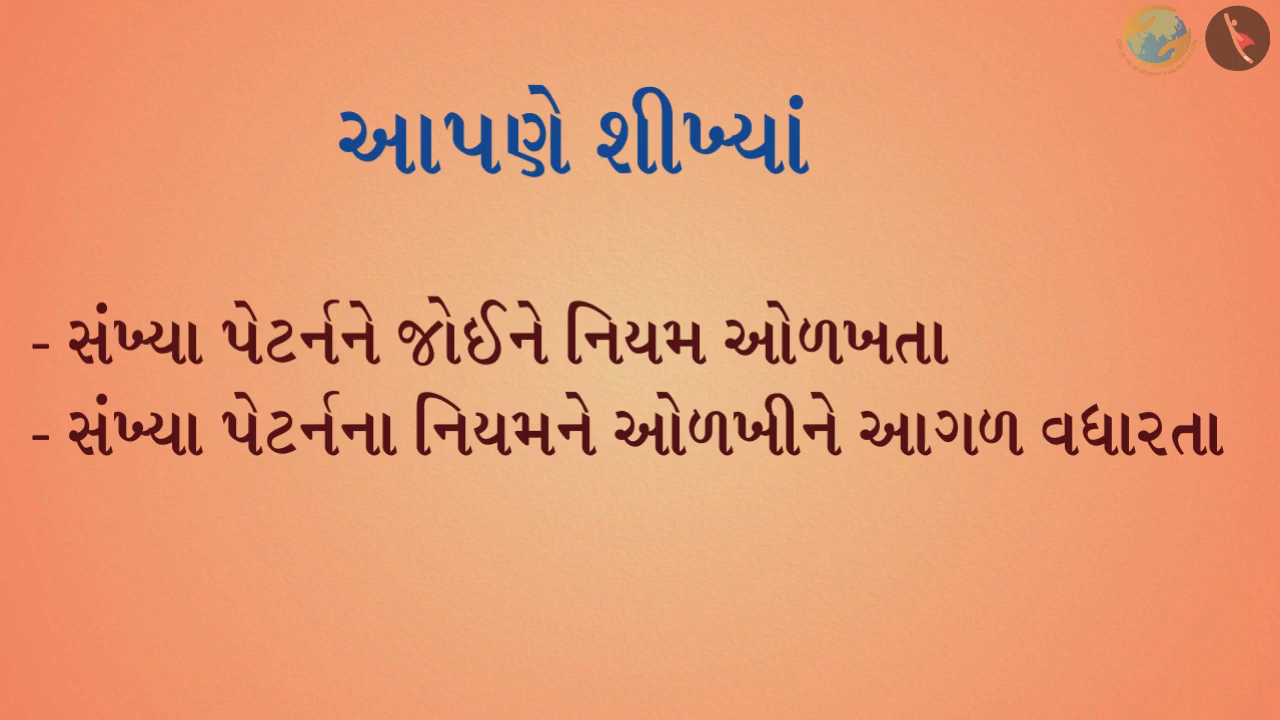 આપણે શીખ્યાં
- સંખ્યા પેટર્નને જોઈને નિયમ ઓળખતા
- સંખ્યા પેટર્નના નિયમને ઓળખીને આગળ વધારતા